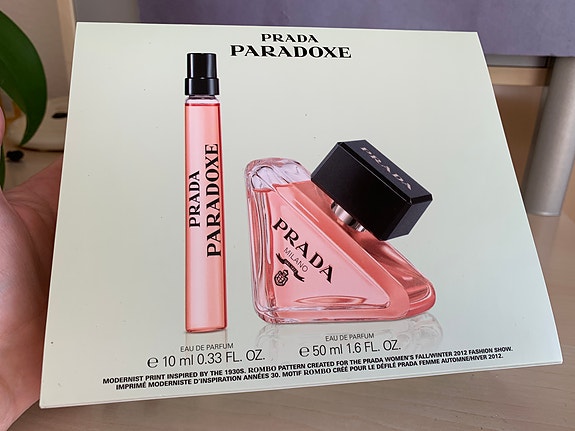 PRADA
PARADOXE
PRADA
PARADOXE
PRADA
PRADA
MILANO
EAU DE PARFUM
℮ 10 ml 0.33 FL. OZ.
EAU DE PARFUM
℮ 50 ml 1.6 FL. OZ.
MODERNIST PRINT INSPIRED BY THE 1930S. ROMBO PATTERN CREATED FOR THE PRADA WOMEN'S FALL/WINTER 2012 FASHION SHOW.
IMPRIMÉ MODERNISTE D'INSPIRATION ANNÉES 30. MOTIF ROMBO CRÉÉ POUR LE DÉFILÉ PRADA FEMME AUTOMNE/HIVER 2012.